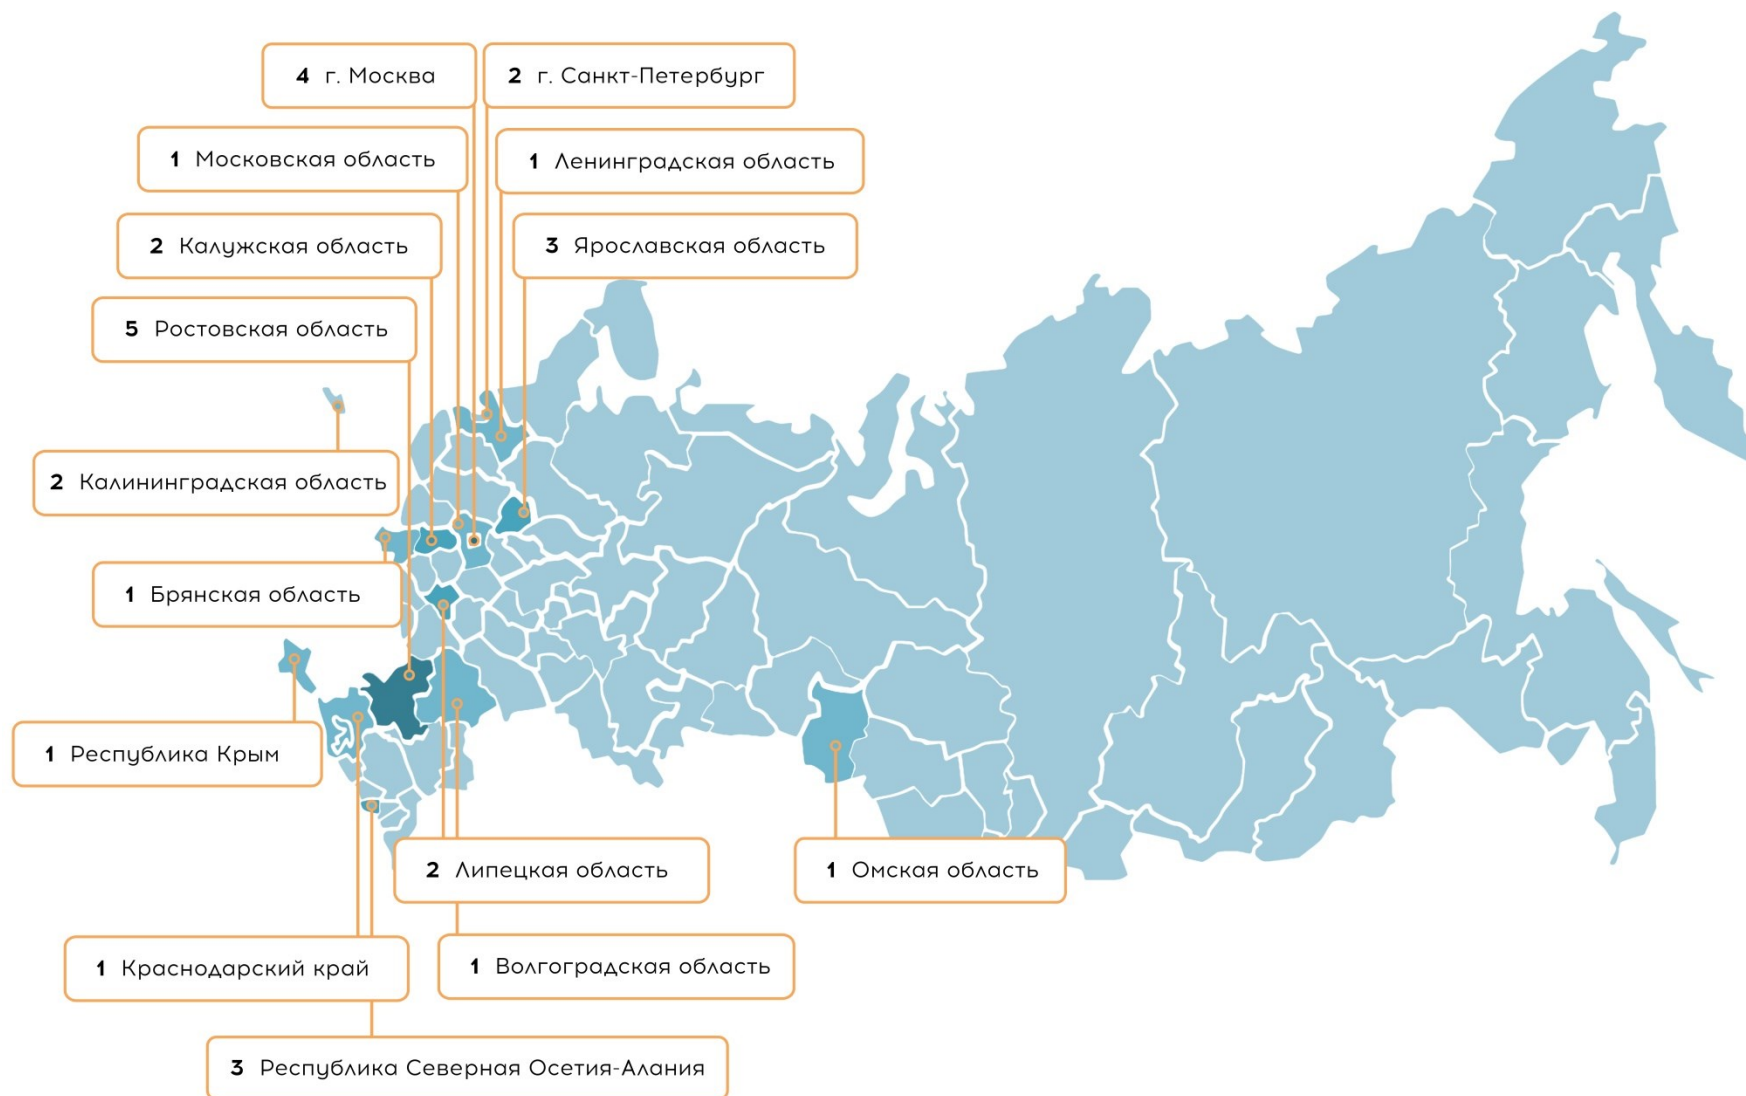 4 г. Москва
2 г. Санкт-Петербург
1 Московская область
1 Ленинградская область
2 Калужская область
3 Ярославская область
5 Ростовская область
2 Калининградская область
1 Брянская область
1 Республика Крым
2 Липецкая область
1 Омская область
1 Краснодарский край
1 Волгоградская область
3 Республика Северная Осетия-Алания